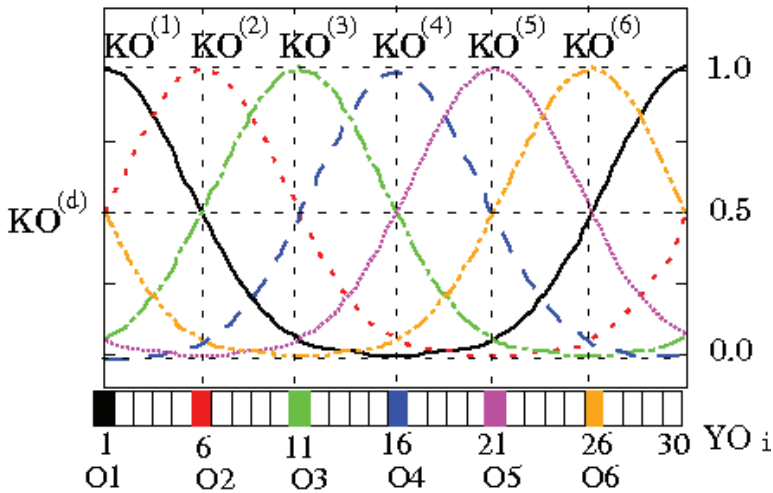 KO(1) KO(2) KO(3) KO(4) KO(5) KO(6)
1.0
KO(d)
0.5
0.0
1 6 11 16 21 26 30 YO i
O1 O2 O3 O4 O5 O6